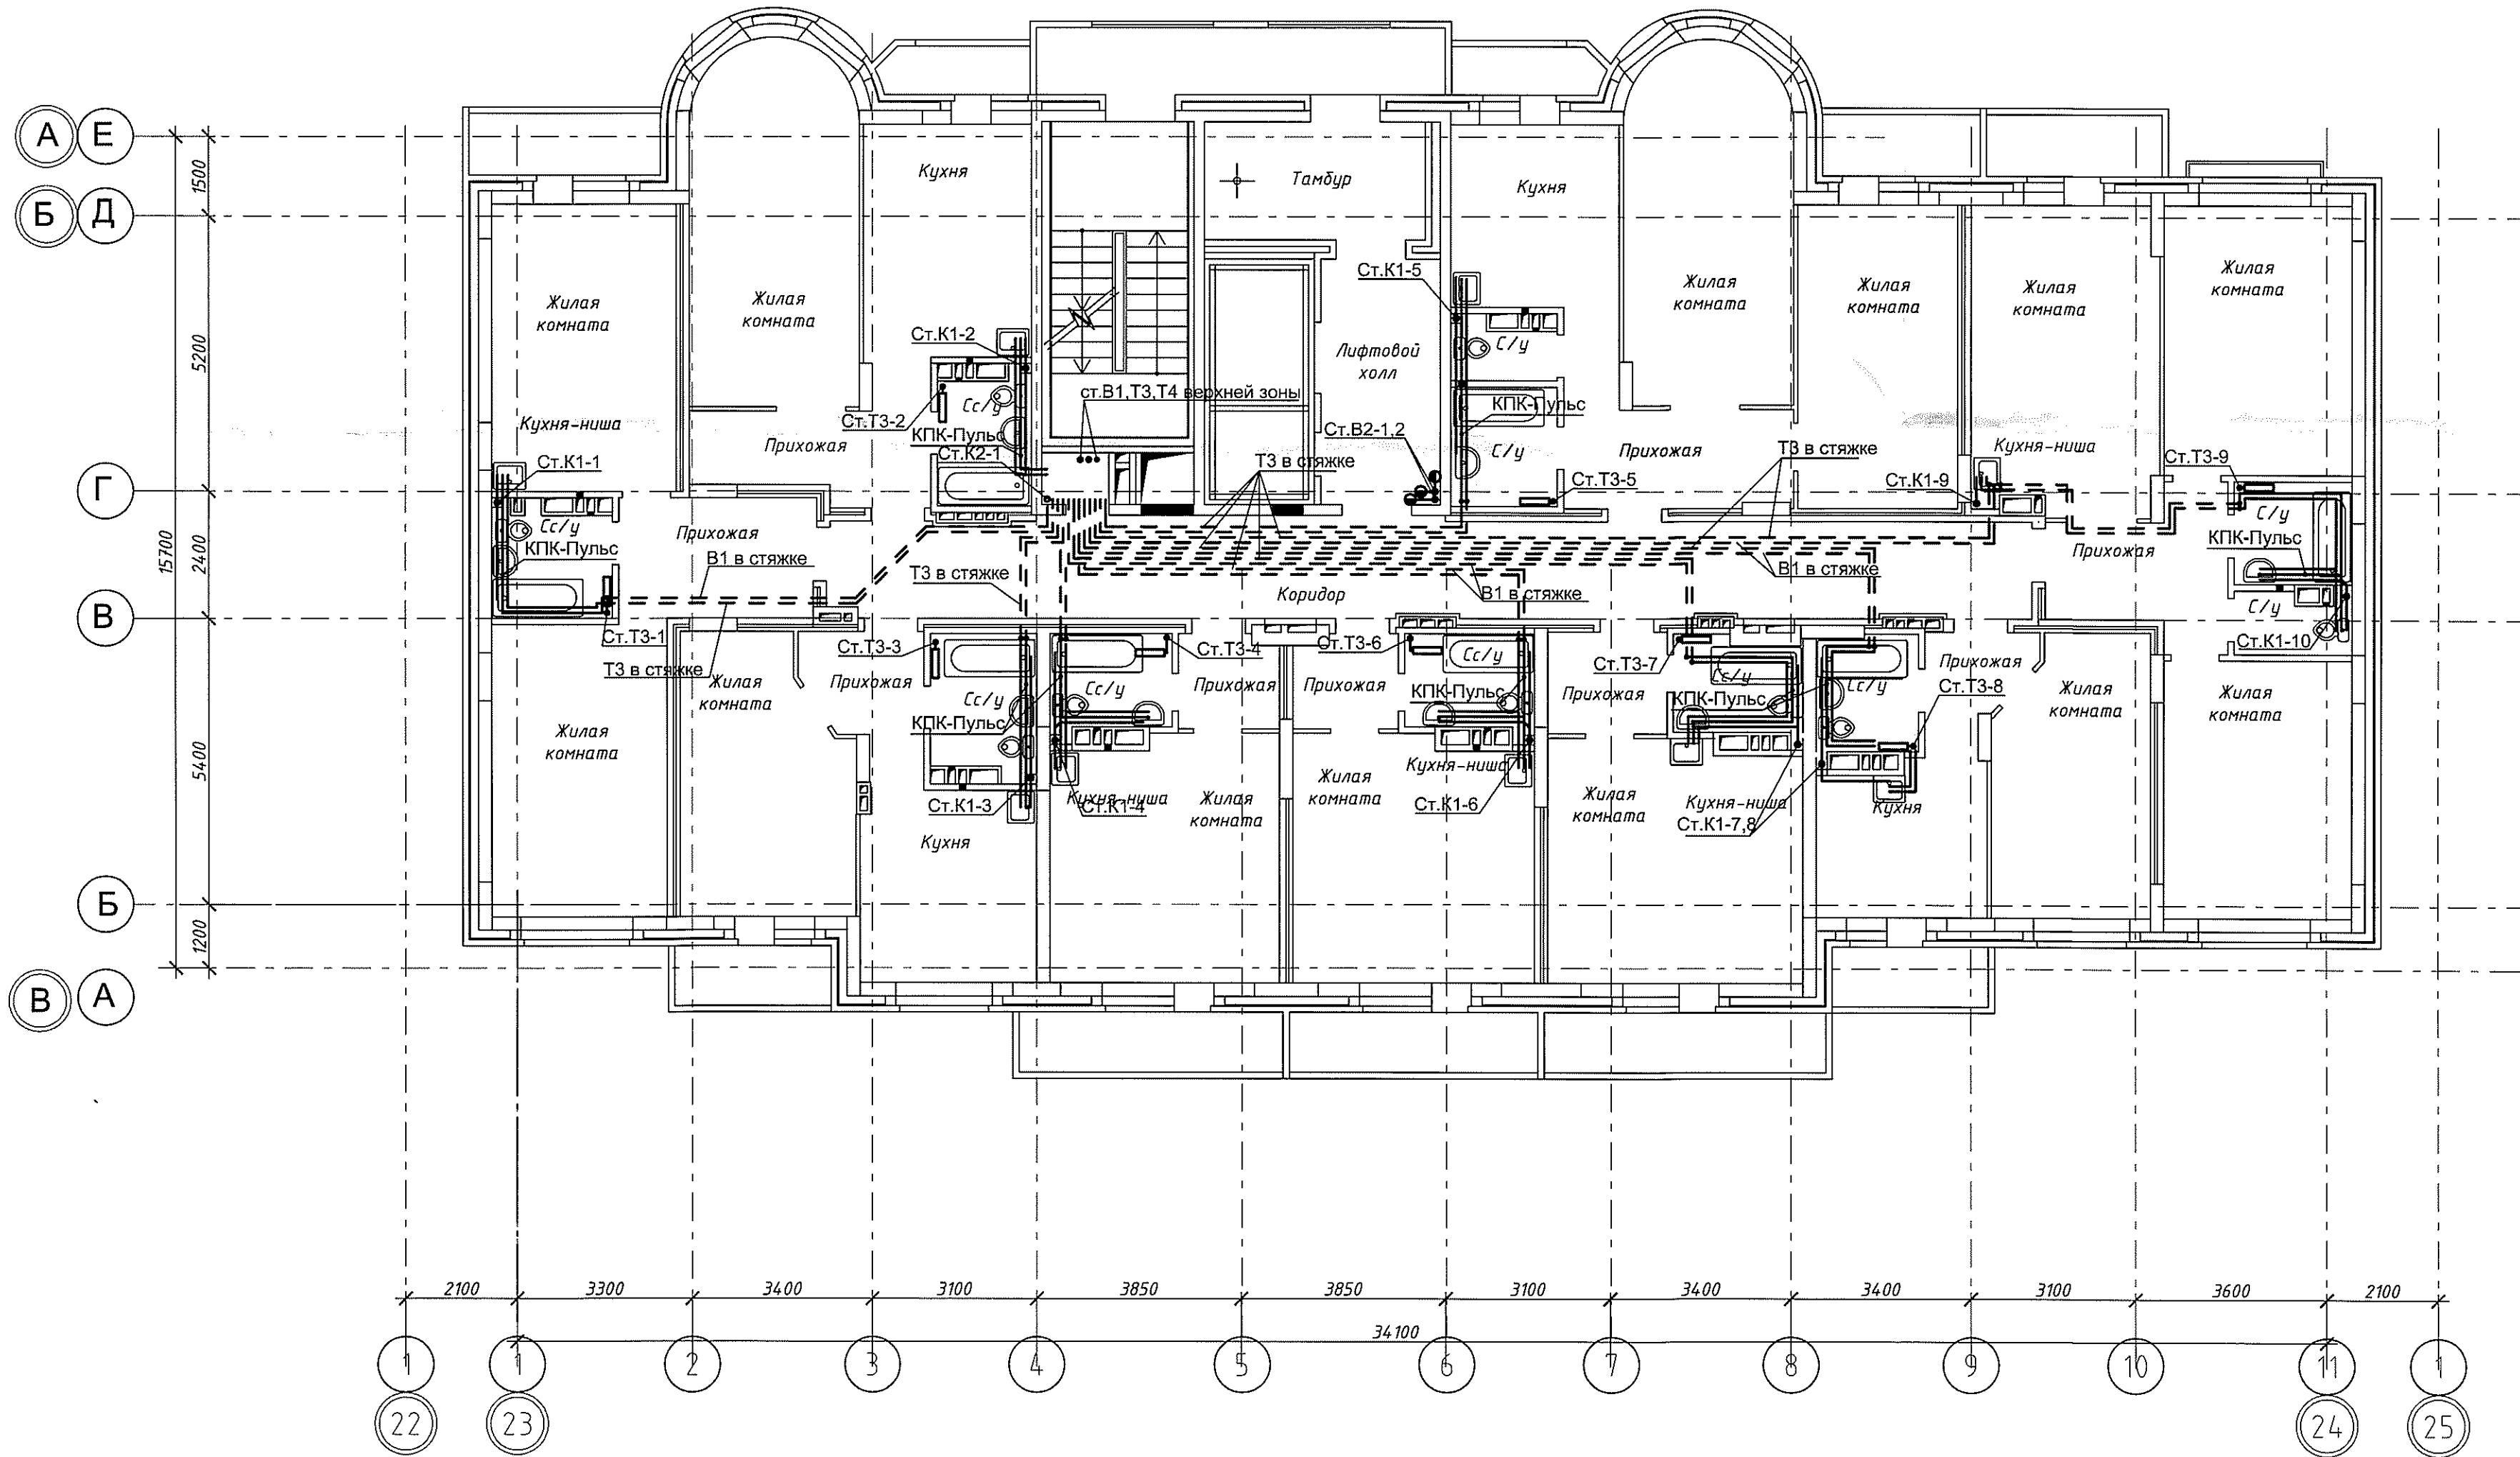 А Е
Б Д
Г
В
Б
В А
1500
5200
2400
5400
1200
15700
Кухня
Тамбур
Кухня
Жилая
комната
Жилая
комната
Ст.К1-2
Ст.Т3-2
Сс/у
КПК-Пульс
Ст.К2-1
ст.В1,Т3,Т4 верхней зоны
Лифтовой
холл
Ст.В2-1,2
Ст.К1-5
С/у
КПК-Пульс
С/у
Ст.Т3-5
Жилая
комната
Жилая
комната
Жилая
комната
Жилая
комната
Кухня-ниша
Ст.К1-1
Прихожая
Т3 в стяжке
Прихожая
Т3 в стяжке
Кухня-ниша
Ст.К1-9
Ст.Т3-9
Сс/у
КПК-Пульс
Прихожая
В1 в стяжке
Т3 в стяжке
Коридор
В1 в стяжке
В1 в стяжке
Прихожая
С/у
КПК-Пульс
С/у
Ст.К1-10
Ст.Т3-1
Т3 в стяжке
Жилая
комната
Ст.Т3-3
Прихожая
Сс/у
КПК-Пульс
Ст.Т3-4
Сс/у
Прихожая
Прихожая
Ст.Т3-6
Сс/у
КПК-Пульс
Ст.Т3-7
Прихожая
Сс/у
КПК-Пульс
Сс/у
Прихожая
Ст.Т3-8
Жилая
комната
Жилая
комната
Жилая
комната
Ст.К1-3
Кухня
Кухня-ниша
Ст.К1-4
Жилая
комната
Жилая
комната
Кухня-ниша
Ст.К1-6
Жилая
комната
Кухня-ниша
Ст.К1-7,8
Кухня
2100 3300 3400 3100 3850 3850 3100 3400 3400 3100 3600 2100
34100
1 1 2 3 4 5 6 7 8 9 10 11 1
22 23 24 25